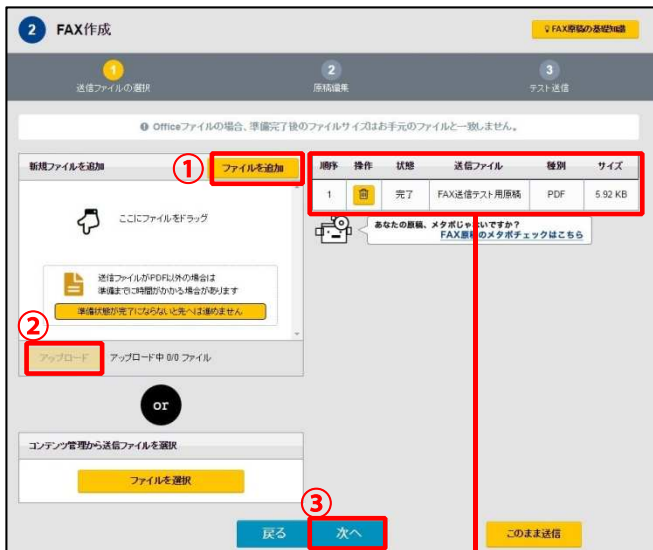 2 FAX作成
FAX原稿の基礎知識
1 2 3
送信ファイルの選択 原稿編集 テスト送信
Officeファイルの場合、準備完了後のファイルサイズはお手元のファイルと一致しません。
新規ファイルを追加 ① ファイルを追加
ここにファイルをドラッグ
送信ファイルがPDF以外の場合は
準備までに時間がかかる場合があります
準備状態が完了にならないと先へは進めません
②
アップロード アップロード中 0/0 ファイル
or
コンテンツ管理から送信ファイルを選択
ファイルを選択
順序 操作 状態 送信ファイル 種別 サイズ
1 完了 FAX送信テスト用原稿 PDF 5.92 KB
あなたの原稿、メタボじゃないですか?
FAX原稿のメタボチェックはこちら
③
戻る 次へ このまま送信